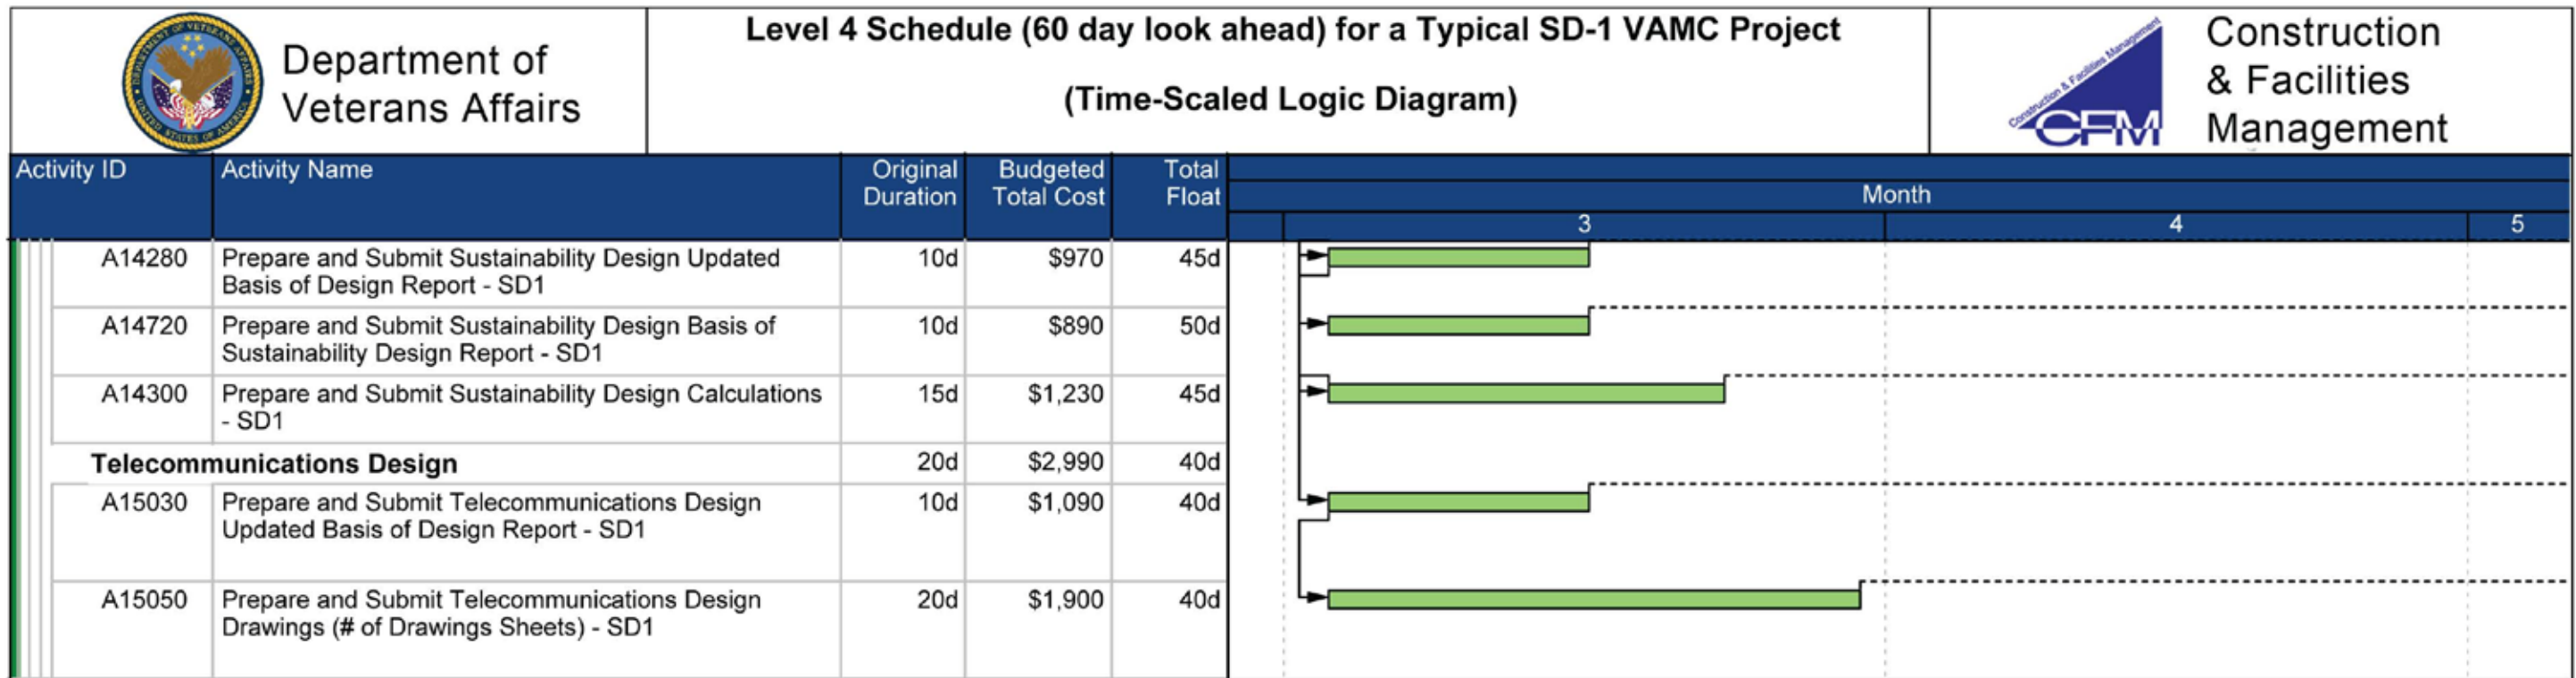 Department of
Veterans Affairs
Level 4 Schedule (60 day look ahead) for a Typical SD-1 VAMC Project
(Time-Scaled Logic Diagram)
Construction & Facilities Management
CFM
Construction
& Facilities
Management
Activity ID Activity Name Original Duration Budgeted Total Cost Total Float
Month
3 4 5
A14280 Prepare and Submit Sustainability Design Updated 10d $970 45d
Basis of Design Report - SD1
A14720 Prepare and Submit Sustainability Design Basis of 10d $890 50d
Sustainability Design Report - SD1
A14300 Prepare and Submit Sustainability Design Calculations 15d $1,230 45d
- SD1
Telecommunications Design 20d $2,990 40d
A15030 Prepare and Submit Telecommunications Design 10d $1,090 40d
Updated Basis of Design Report - SD1
A15050 Prepare and Submit Telecommunications Design 20d $1,900 40d
Drawings (# of Drawings Sheets) - SD1